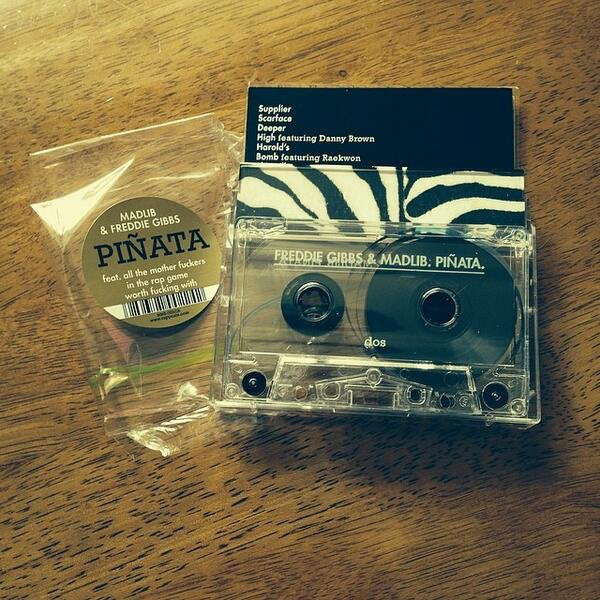 Supplier
Scarface
Deeper
High featuring Danny Brown
Harold's
Bomb featuring Raekwon
MADLIB
& FREDDIE GIBBS
PIÑATA
feat. all the mother fuckers
in the rap game
worth fucking with
FREDDIE GIBBS & MADLIB. PIÑATA.
dos